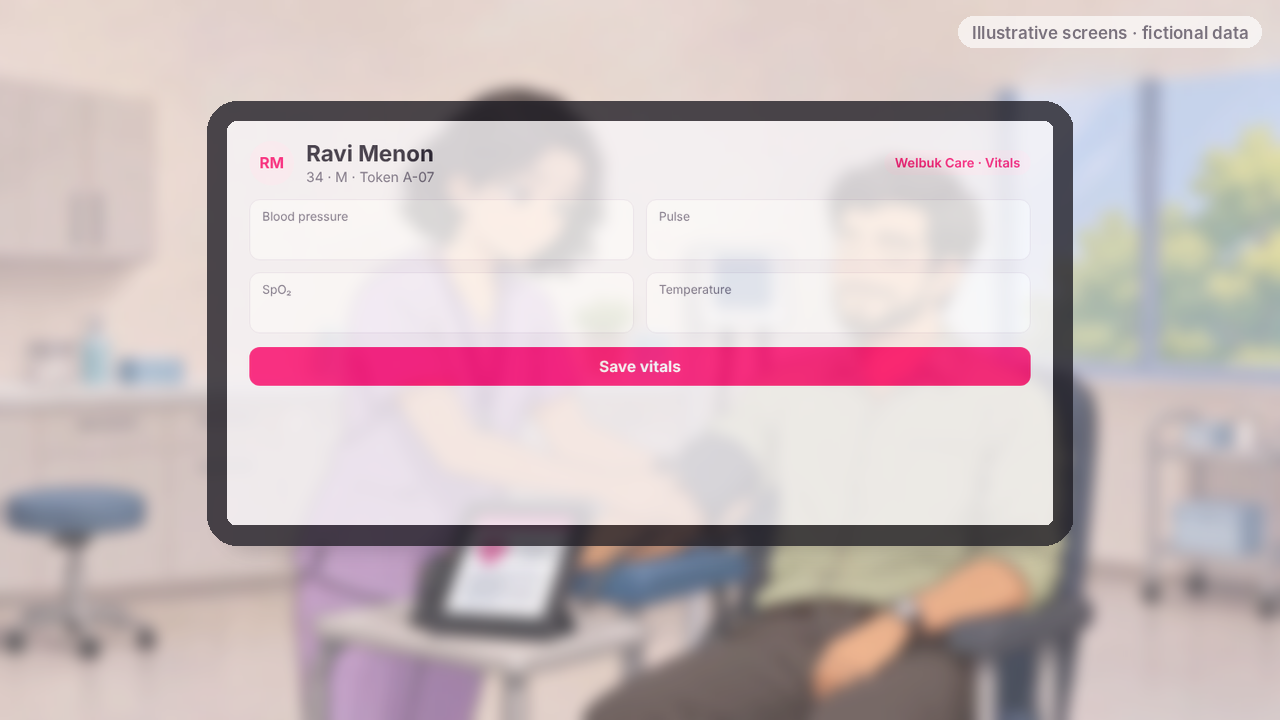 Illustrative screens · fictional data
RM
Ravi Menon
34 · M · Token A-07
Welbuk Care · Vitals
Blood pressure
Pulse
SpO₂
Temperature
Save vitals